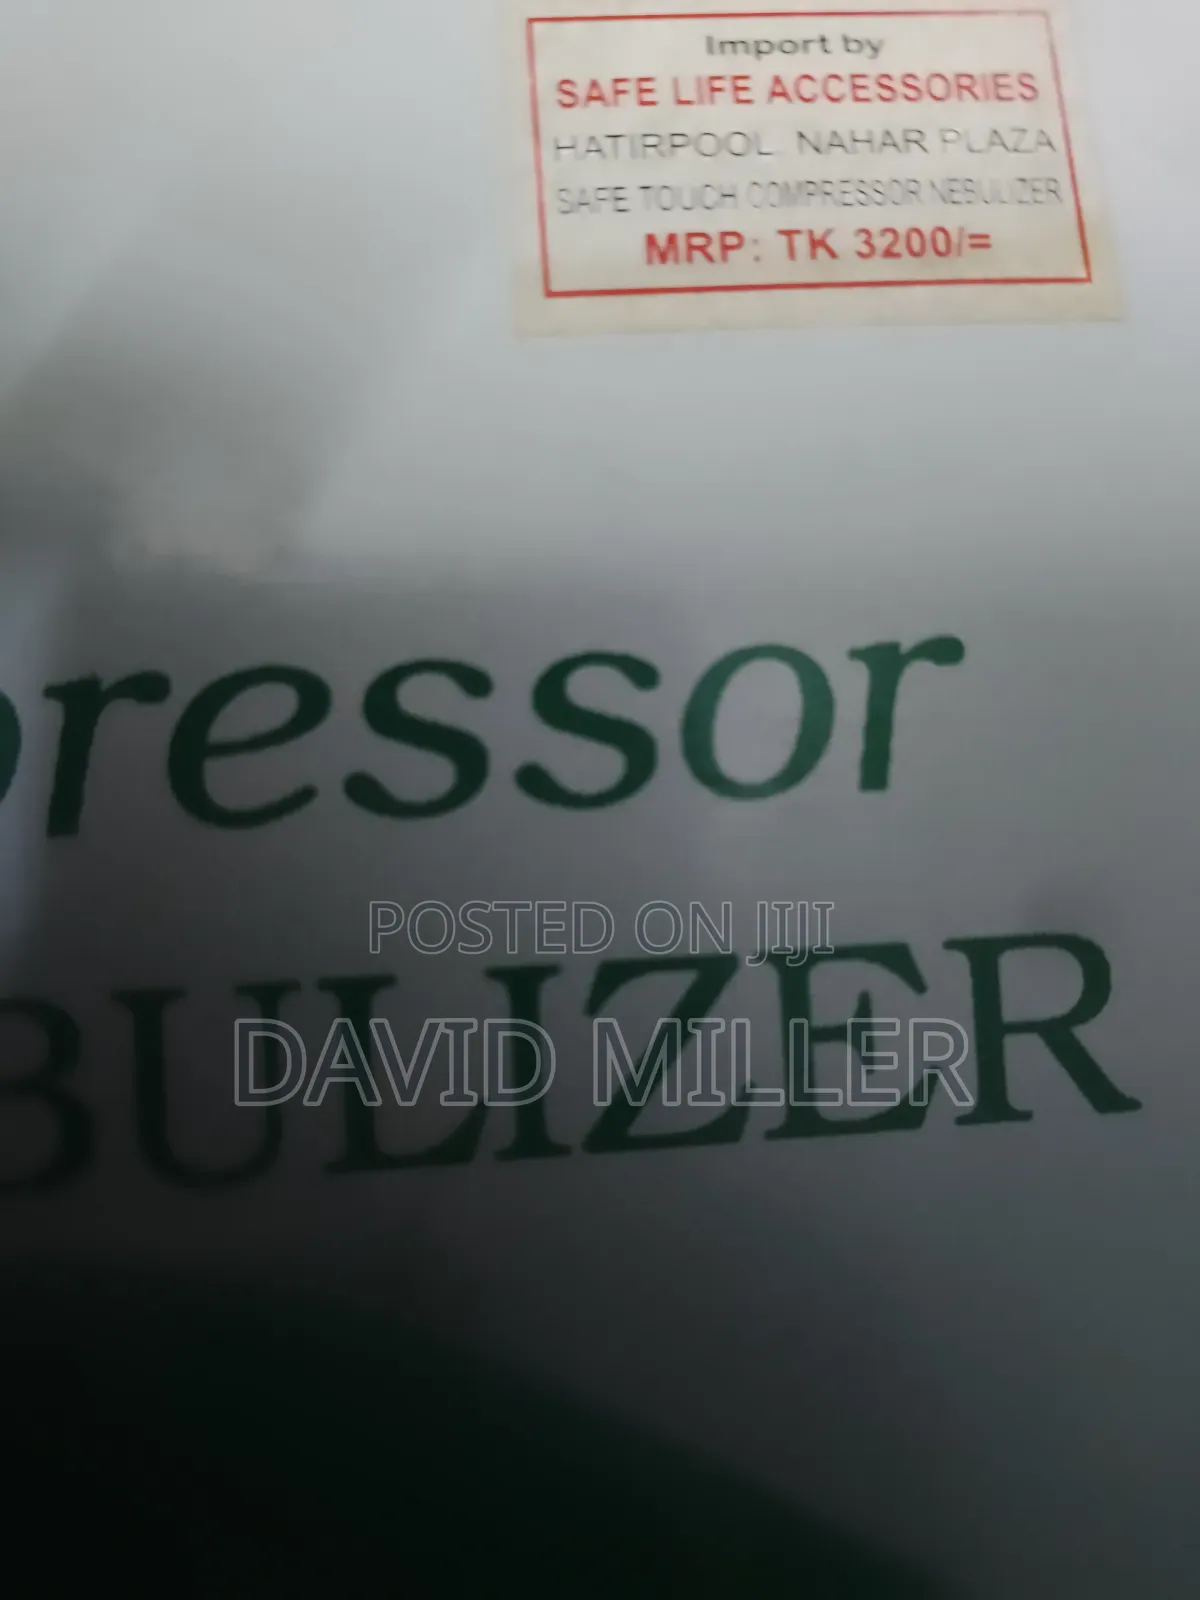 Import by
SAFE LIFE ACCESSORIES
HATIRPOOL. NAHAR PLAZA
SAFE TOUCH COMPRESSOR NEBULIZER
MRP: TK 3200/=
pressor
POSTED ON JIJI
BULIZER
DAVID MILLER